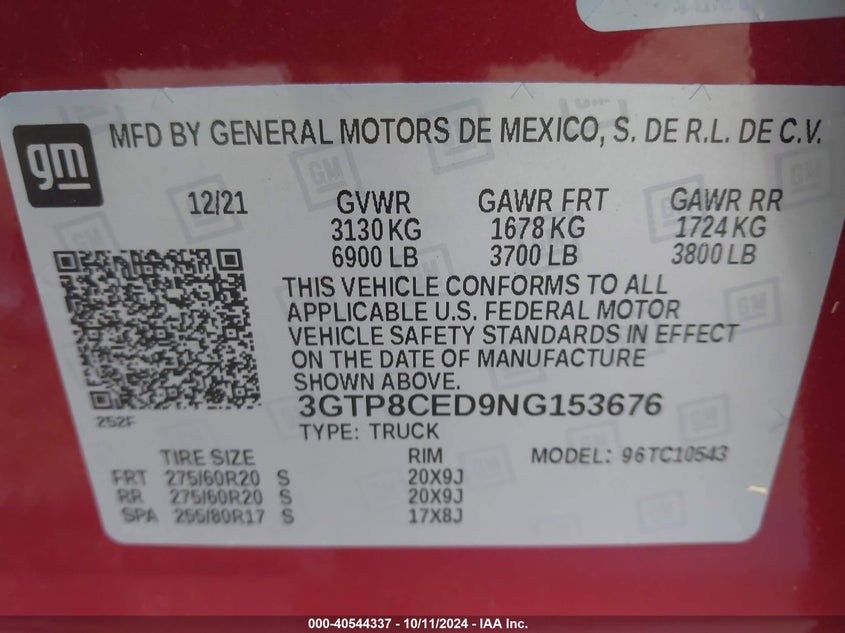 gm
MFD BY GENERAL MOTORS DE MEXICO, S. DE R.L. DE C.V.
12/21 GVWR GAWR FRT GAWR RR
3130 KG 1678 KG 1724 KG
6900 LB 3700 LB 3800 LB
THIS VEHICLE CONFORMS TO ALL
APPLICABLE U.S. FEDERAL MOTOR
VEHICLE SAFETY STANDARDS IN EFFECT
ON THE DATE OF MANUFACTURE
SHOWN ABOVE.
252F
3GTP8CED9NG153676
TYPE: TRUCK
TIRE SIZE RIM MODEL: 96TC10543
FRT 275/60R20 S 20X9J
RR 275/60R20 S 20X9J
SPA 255/80R17 S 17X8J
000-40544337 - 10/11/2024 - IAA Inc.